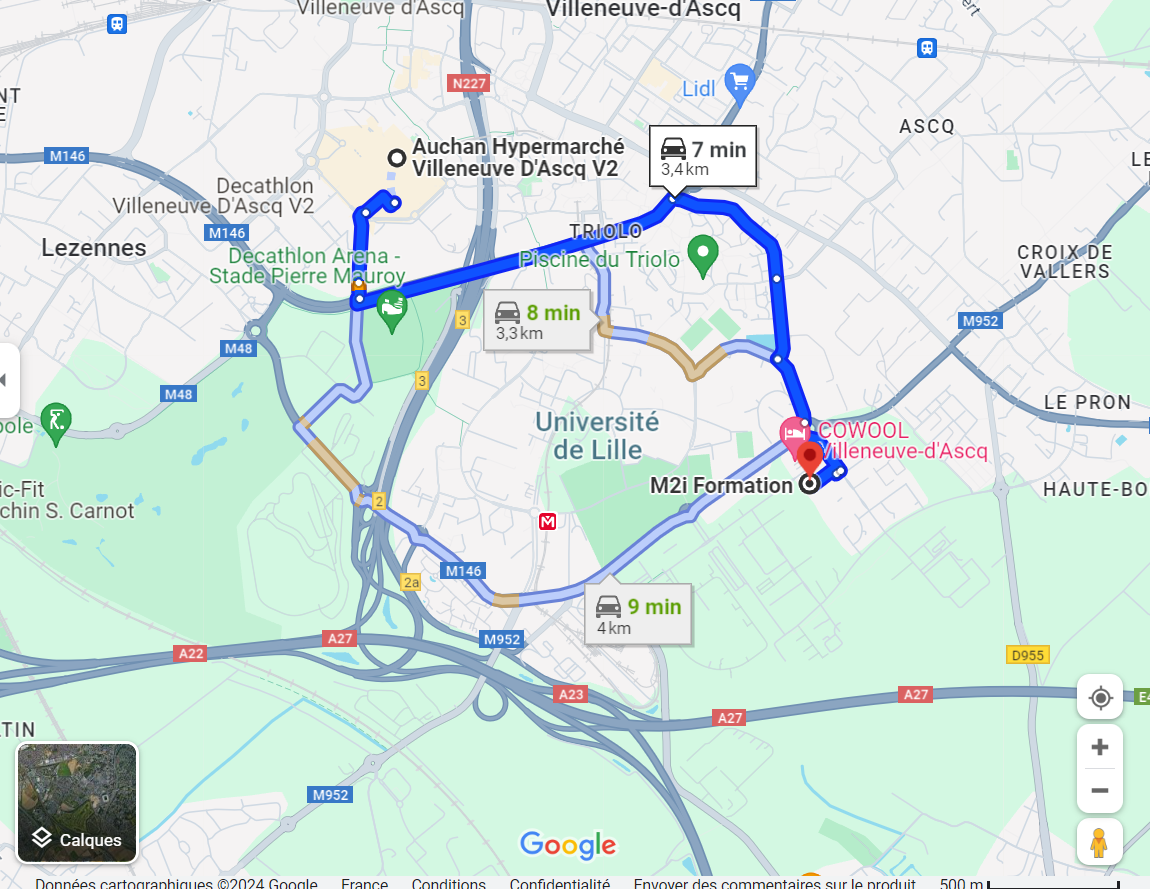 Villeneuve d'Ascq
Villeneuve-d'Ascq
N227
Lidl
ASCQ
M146
Auchan Hypermarché
Villeneuve D'Ascq V2
7 min
3,4 km
Decathlon
Villeneuve D'Ascq V2
M146
TRIOLO
Lezennes
Decathlon Arena -
Stade Pierre Mauroy
Piscine du Triolo
CROIX DE
VALLERS
8 min
3,3 km
3
M952
M48
3
M48
LE PRON
Université
de Lille
COWOOL
Villeneuve-d'Ascq
M2i Formation
ic-Fit
chin S. Carnot
HAUTE-BO
2
M
M146
2a
9 min
4 km
M952
A27
A22
D955
A23
A27
A27
E4
TIN
M952
Calques
Google
Données cartographiques ©2024 Google
France
Conditions
Confidentialité
Envoyer des commentaires sur le produit
500 m